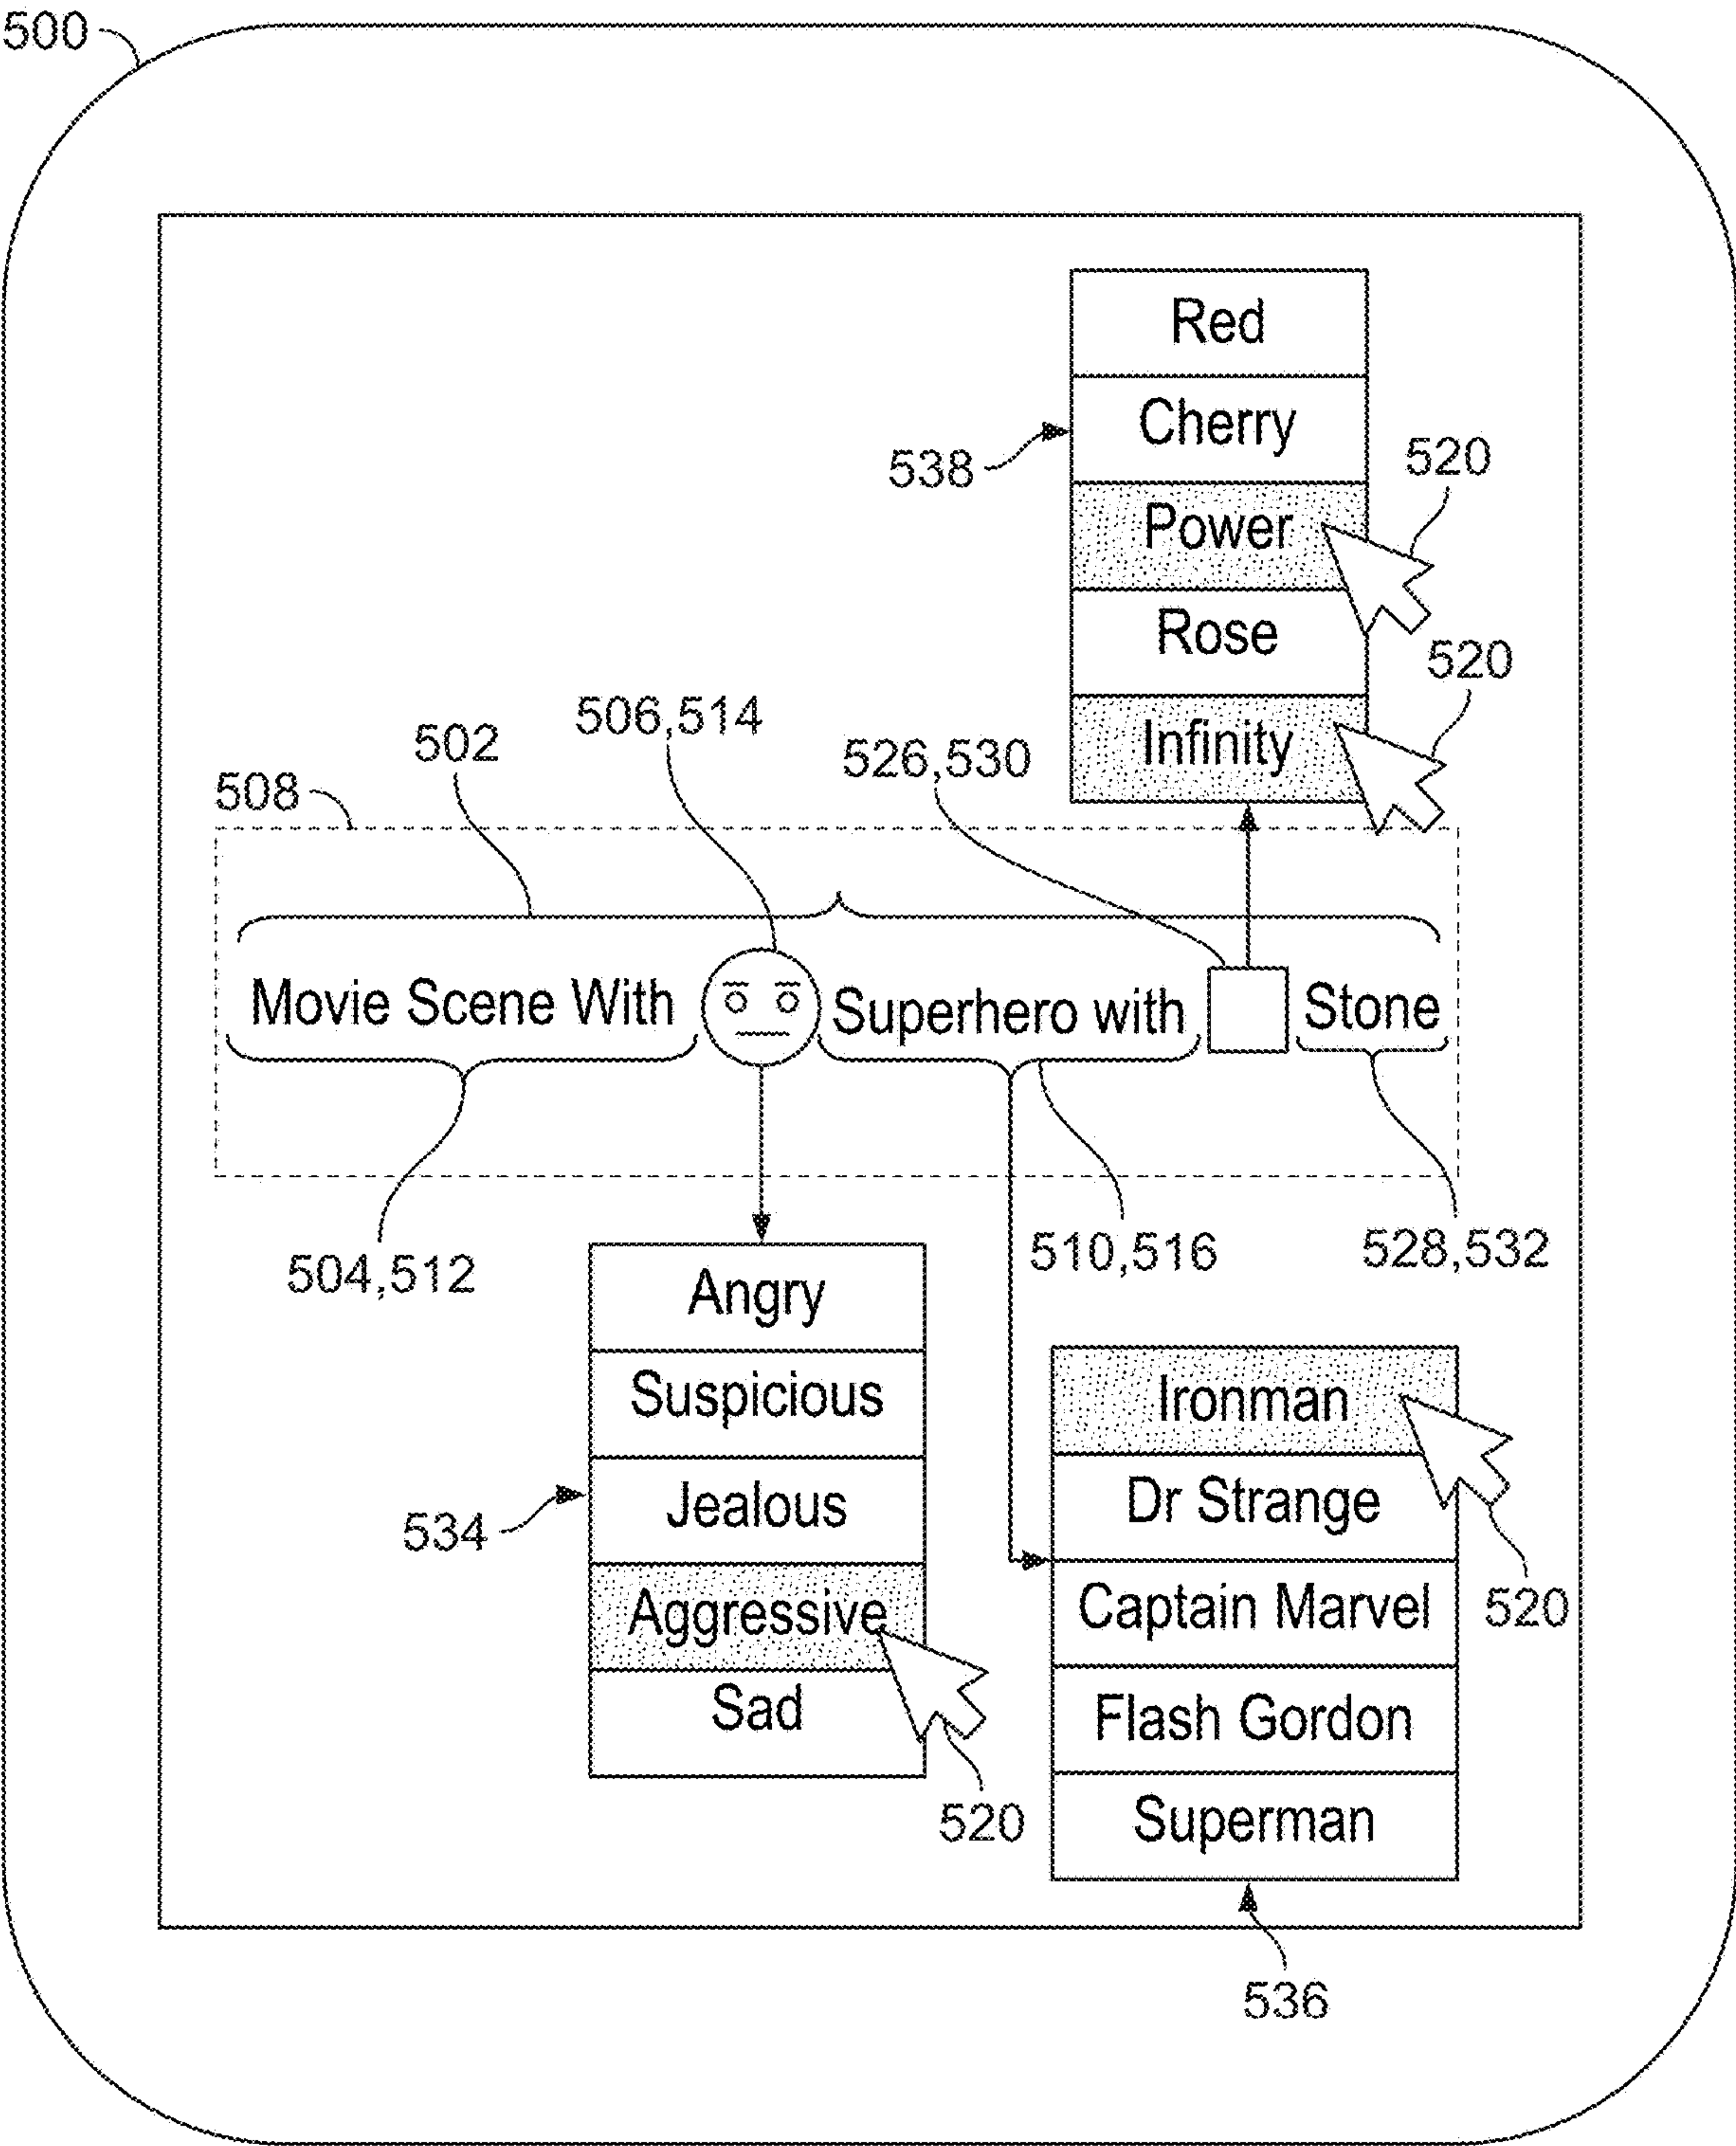 500
Red
Cherry
538
520
Power
Rose
520
506,514
502
526,530
Infinity
508
Movie Scene With Superhero with Stone
504,512
510,516
528,532
Angry
Suspicious
Ironman
Jealous
Dr Strange
534
Aggressive
Captain Marvel
520
Sad
Flash Gordon
520
Superman
536